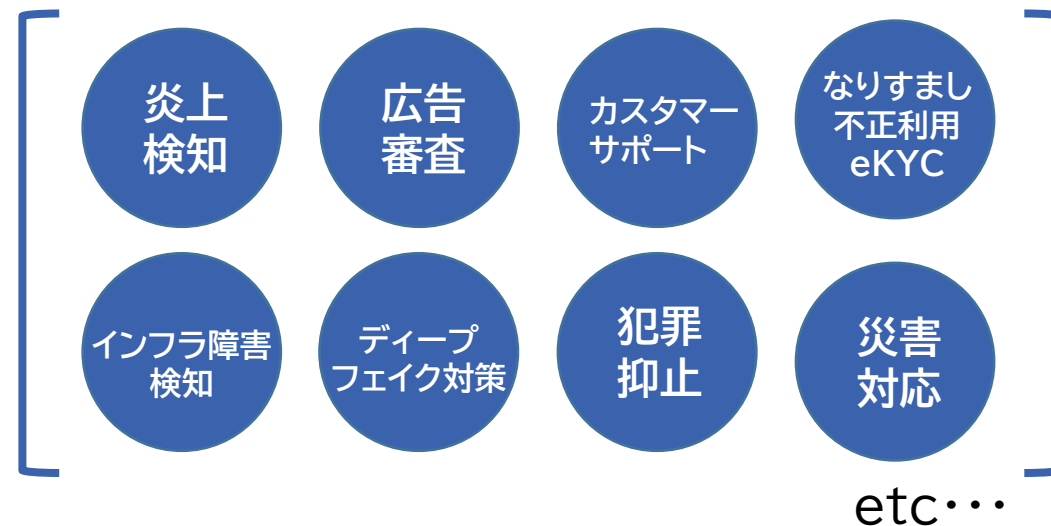 炎上
検知
広告
審査
カスタマー
サポート
なりすまし
不正利用
eKYC
インフラ障害
検知
ディープ
フェイク対策
犯罪
抑止
災害
対応
etc･･･